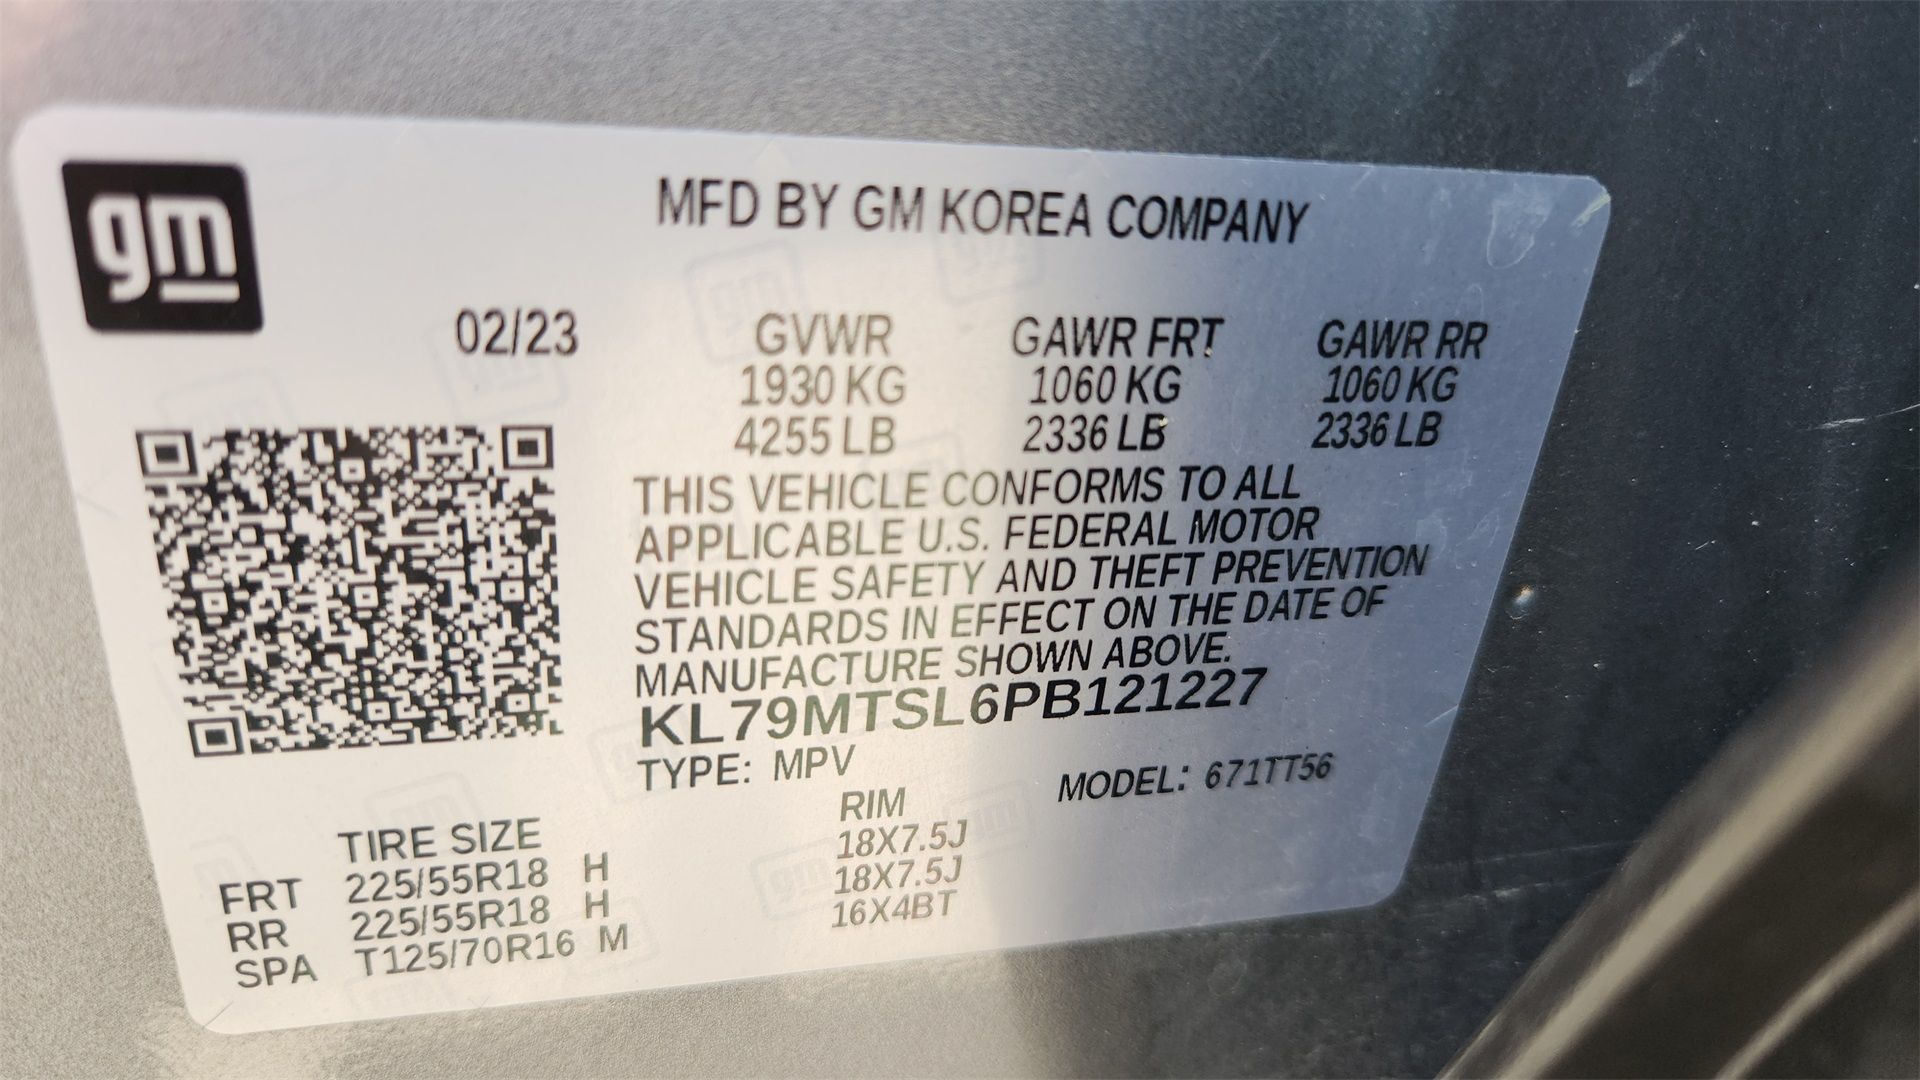 gm
MFD BY GM KOREA COMPANY
02/23 GVWR GAWR FRT GAWR RR
1930 KG 1060 KG 1060 KG
4255 LB 2336 LB 2336 LB
THIS VEHICLE CONFORMS TO ALL
APPLICABLE U.S. FEDERAL MOTOR
VEHICLE SAFETY AND THEFT PREVENTION
STANDARDS IN EFFECT ON THE DATE OF
MANUFACTURE SHOWN ABOVE.
KL79MTSL6PB121227
TYPE: MPV MODEL: 671TT56
TIRE SIZE RIM
FRT 225/55R18 H 18X7.5J
RR 225/55R18 H 18X7.5J
SPA T125/70R16 M 16X4BT